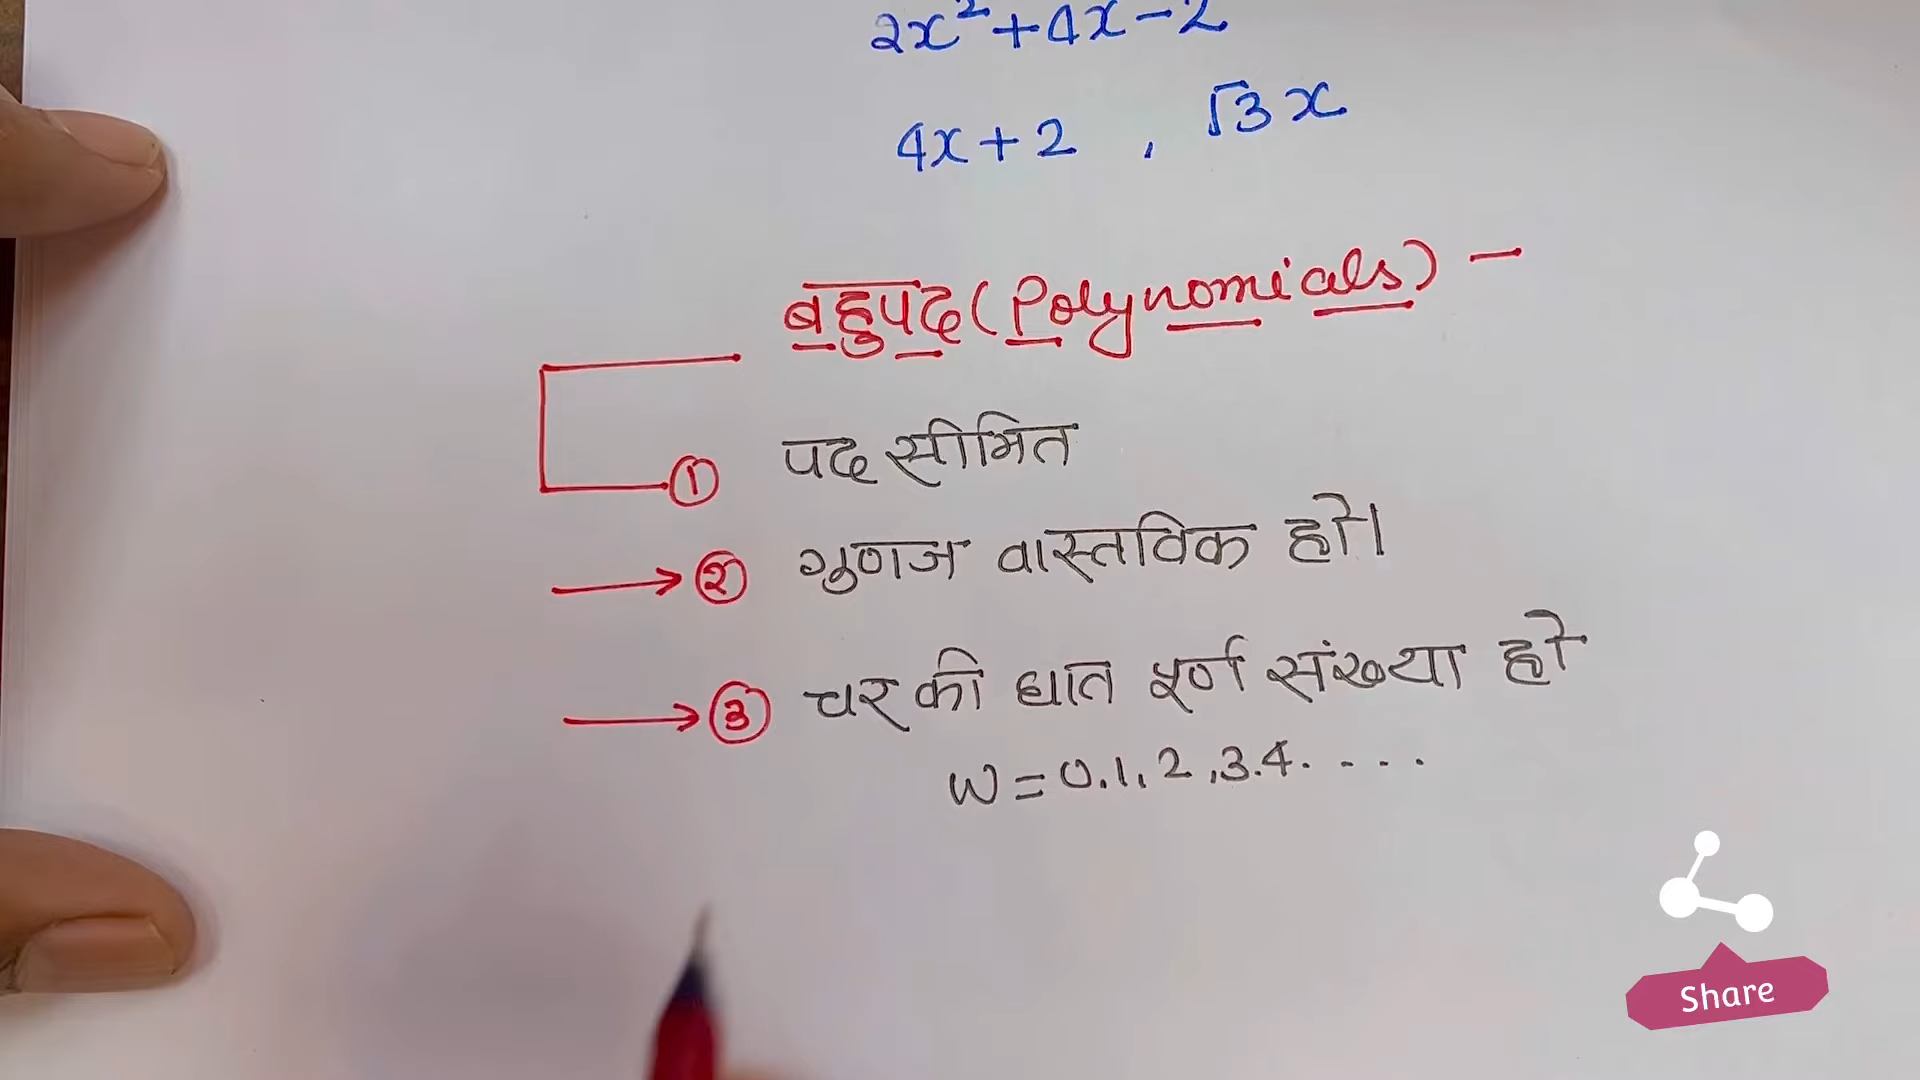 2x²+4x-2
4x+2 , √3x
बहुपद (Polynomials) -
① पद सीमित
② गुणज वास्तविक हो।
③ चर की घात पूर्ण संख्या हो
W = 0.1, 2, 3.4. . . . .
Share